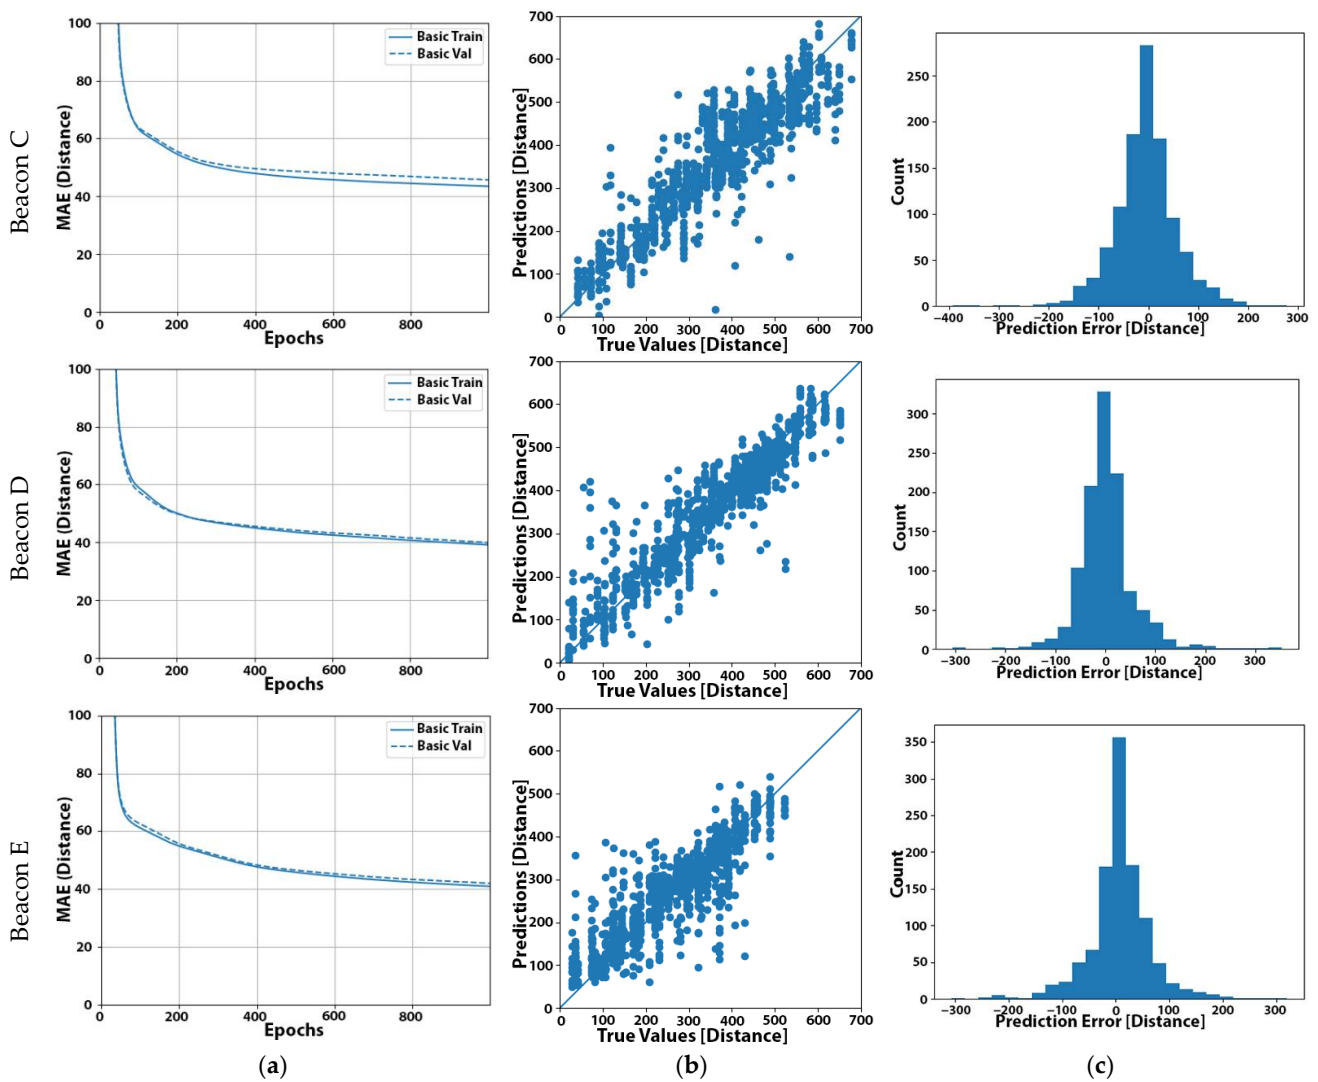 Beacon C
MAE (Distance)
100
80
60
40
20
0
Basic Train
Basic Val
0 200 400 600 800
Epochs
Predictions [Distance]
700
600
500
400
300
200
100
0
0 100 200 300 400 500 600 700
True Values [Distance]
Count
250
200
150
100
50
0
−400 −300 −200 −100 0 100 200 300
Prediction Error [Distance]
Beacon D
MAE (Distance)
100
80
60
40
20
0
Basic Train
Basic Val
0 200 400 600 800
Epochs
Predictions [Distance]
700
600
500
400
300
200
100
0
0 100 200 300 400 500 600 700
True Values [Distance]
Count
300
250
200
150
100
50
0
−300 −200 −100 0 100 200 300
Prediction Error [Distance]
Beacon E
MAE (Distance)
100
80
60
40
20
0
Basic Train
Basic Val
0 200 400 600 800
Epochs
Predictions [Distance]
700
600
500
400
300
200
100
0
0 100 200 300 400 500 600 700
True Values [Distance]
Count
350
300
250
200
150
100
50
0
−300 −200 −100 0 100 200 300
Prediction Error [Distance]
(a) (b) (c)